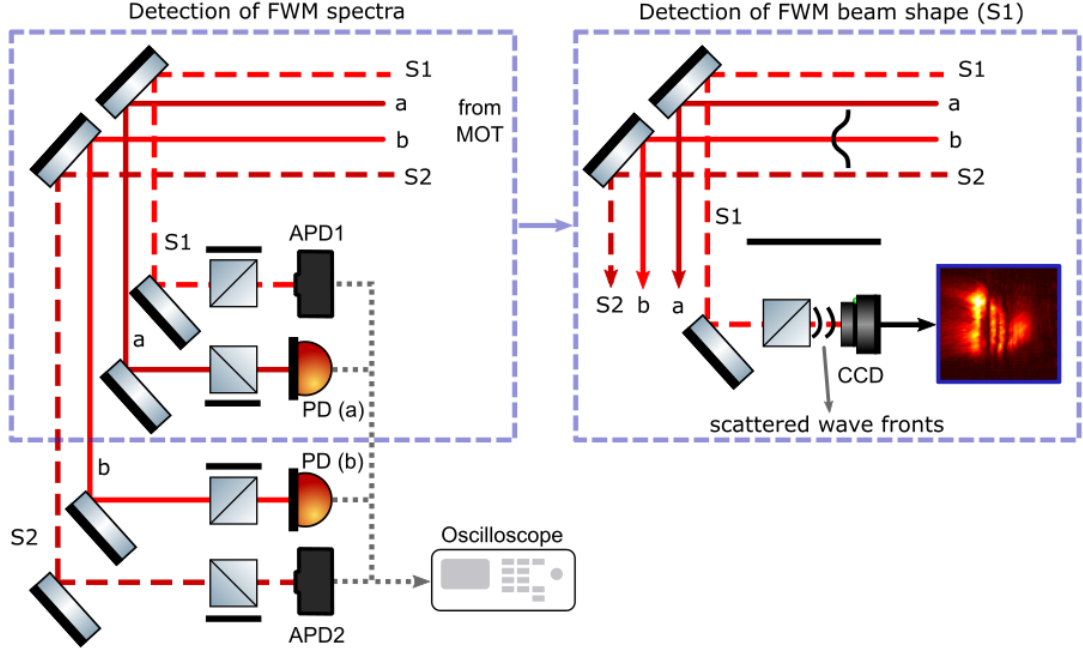 Detection of FWM spectra
S1
a
b
S2
from
MOT
S1
APD1
a
PD (a)
b
PD (b)
S2
APD2
Oscilloscope
Detection of FWM beam shape (S1)
S1
a
b
S2
S1
S2
b
a
CCD
scattered wave fronts